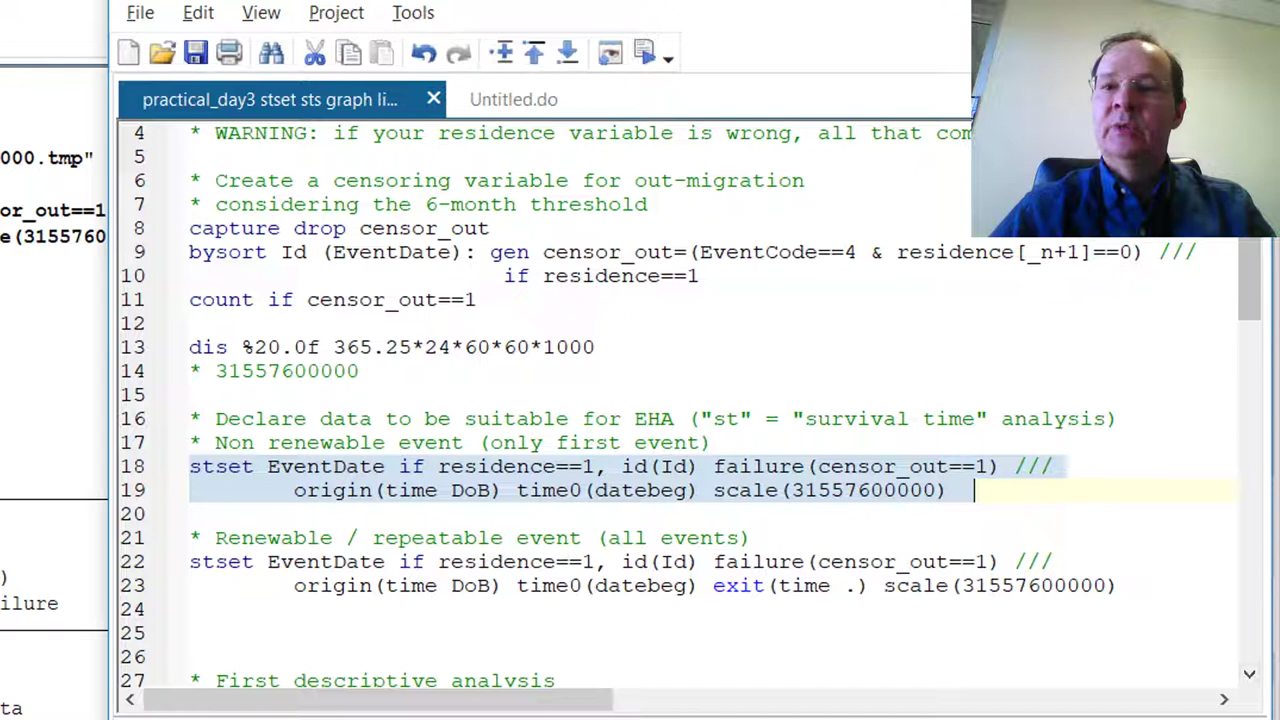 File Edit View Project Tools
practical_day3 stset sts graph li... × Untitled.do
000.tmp"
or_out==1
e(3155760
)
ilure
ta
4 * WARNING: if your residence variable is wrong, all that com
5
6 * Create a censoring variable for out-migration
7 * considering the 6-month threshold
8 capture drop censor_out
9 bysort Id (EventDate): gen censor_out=(EventCode==4 & residence[_n+1]==0) ///
10 if residence==1
11 count if censor_out==1
12
13 dis %20.0f 365.25*24*60*60*1000
14 * 31557600000
15
16 * Declare data to be suitable for EHA ("st" = "survival time" analysis)
17 * Non renewable event (only first event)
18 stset EventDate if residence==1, id(Id) failure(censor_out==1) ///
19 origin(time DoB) time0(datebeg) scale(31557600000)
20
21 * Renewable / repeatable event (all events)
22 stset EventDate if residence==1, id(Id) failure(censor_out==1) ///
23 origin(time DoB) time0(datebeg) exit(time .) scale(31557600000)
24
25
26
27 * First descriptive analysis